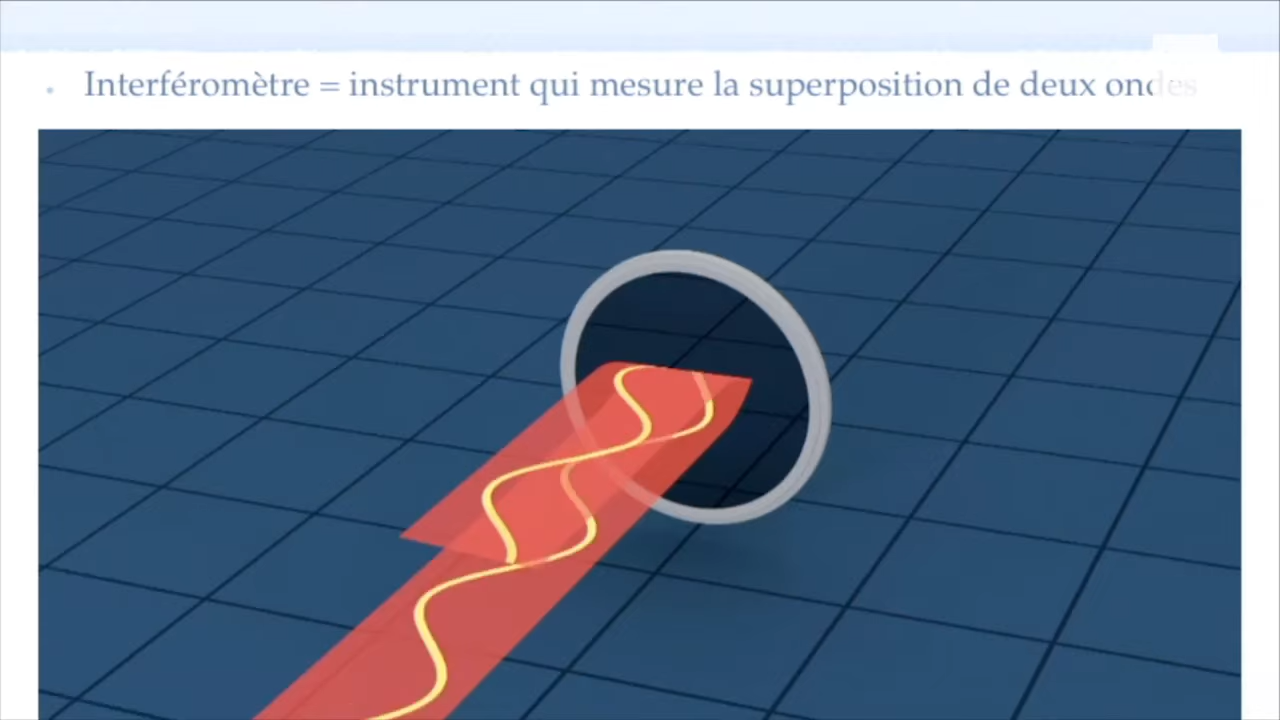 Interféromètre = instrument qui mesure la superposition de deux ondes